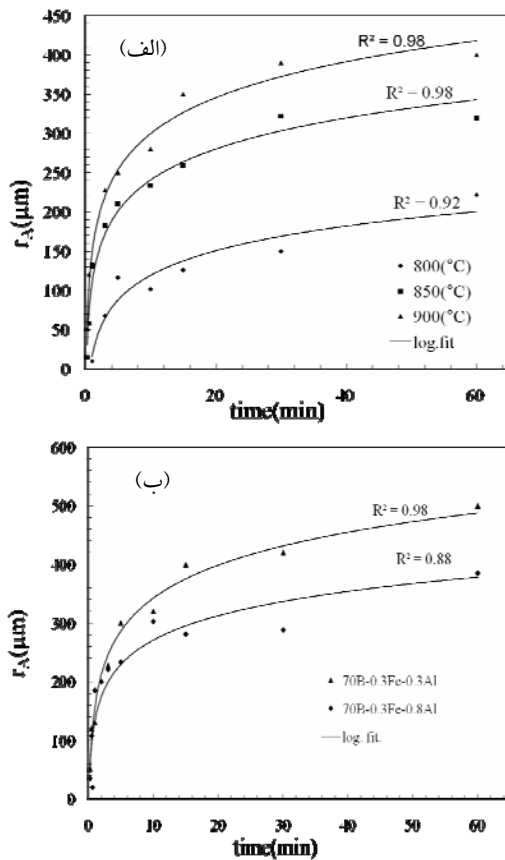 (الف)
450
400
350
300
250
200
150
100
50
0
r_A(μm)
R² = 0.98
R² = 0.98
R² = 0.92
800(°C)
850(°C)
900(°C)
log.fit
0 20 40 60
time(min)
(ب)
600
500
400
300
200
100
0
r_A(μm)
R² = 0.98
R² = 0.88
70B-0.3Fe-0.3Al
70B-0.3Fe-0.8Al
log. fit.
0 10 20 30 40 50 60
time(min)